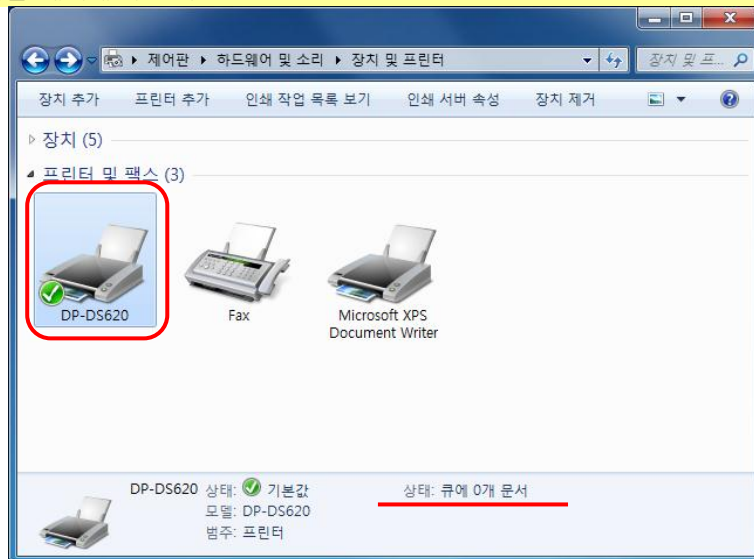 제어판 ▸ 하드웨어 및 소리 ▸ 장치 및 프린터
장치 및 프...
장치 추가 프린터 추가 인쇄 작업 목록 보기 인쇄 서버 속성 장치 제거
장치 (5)
프린터 및 팩스 (3)
DP-DS620
Fax
Microsoft XPS
Document Writer
DP-DS620 상태: 기본값 상태: 큐에 0개 문서
모델: DP-DS620
범주: 프린터